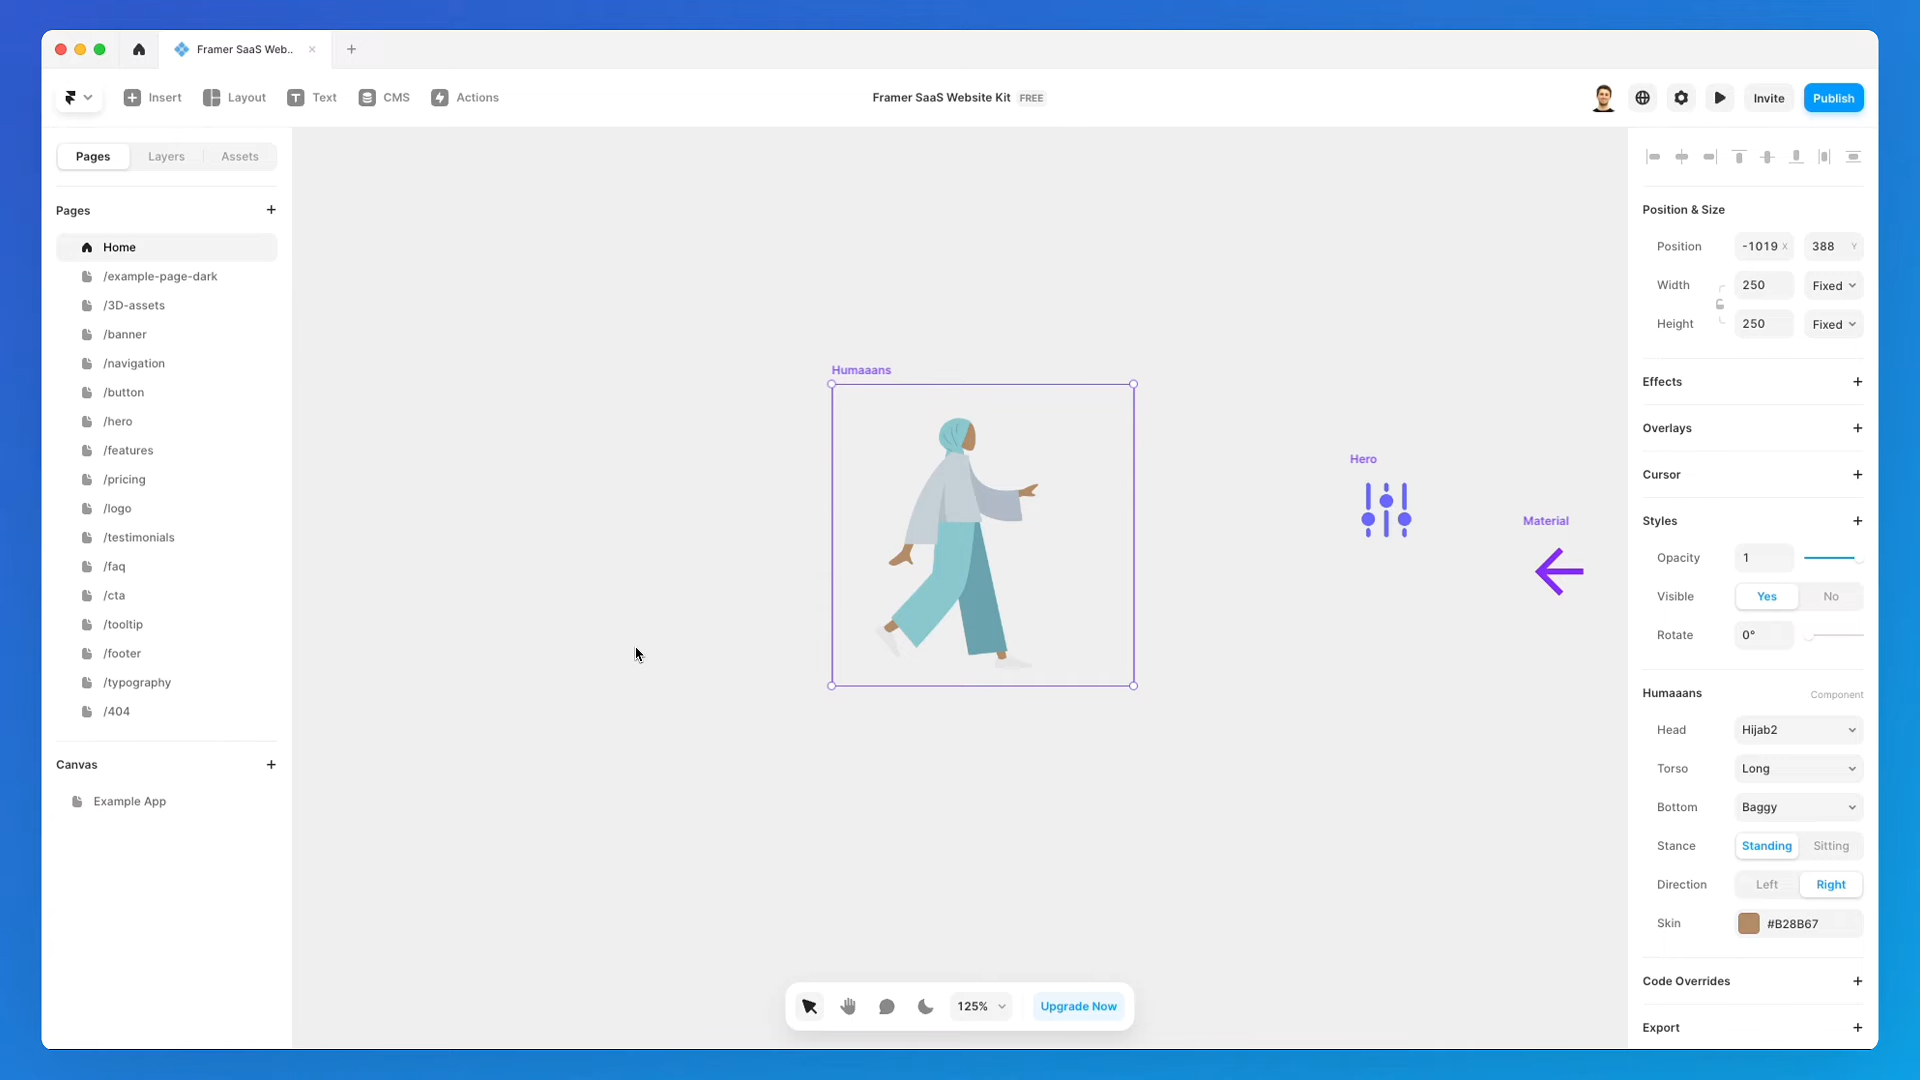 Framer SaaS Web..
Insert
Layout
Text
CMS
Actions
Framer SaaS Website Kit FREE
Invite
Publish
Pages
Layers
Assets
Pages
Home
/example-page-dark
/3D-assets
/banner
/navigation
/button
/hero
/features
/pricing
/logo
/testimonials
/faq
/cta
/tooltip
/footer
/typography
/404
Canvas
Example App
Humaaans
Hero
Material
125%
Upgrade Now
Position & Size
Position -1019 X 388 Y
Width 250 Fixed
Height 250 Fixed
Effects
Overlays
Cursor
Styles
Opacity 1
Visible Yes No
Rotate 0°
Humaaans Component
Head Hijab2
Torso Long
Bottom Baggy
Stance Standing Sitting
Direction Left Right
Skin #B28B67
Code Overrides
Export